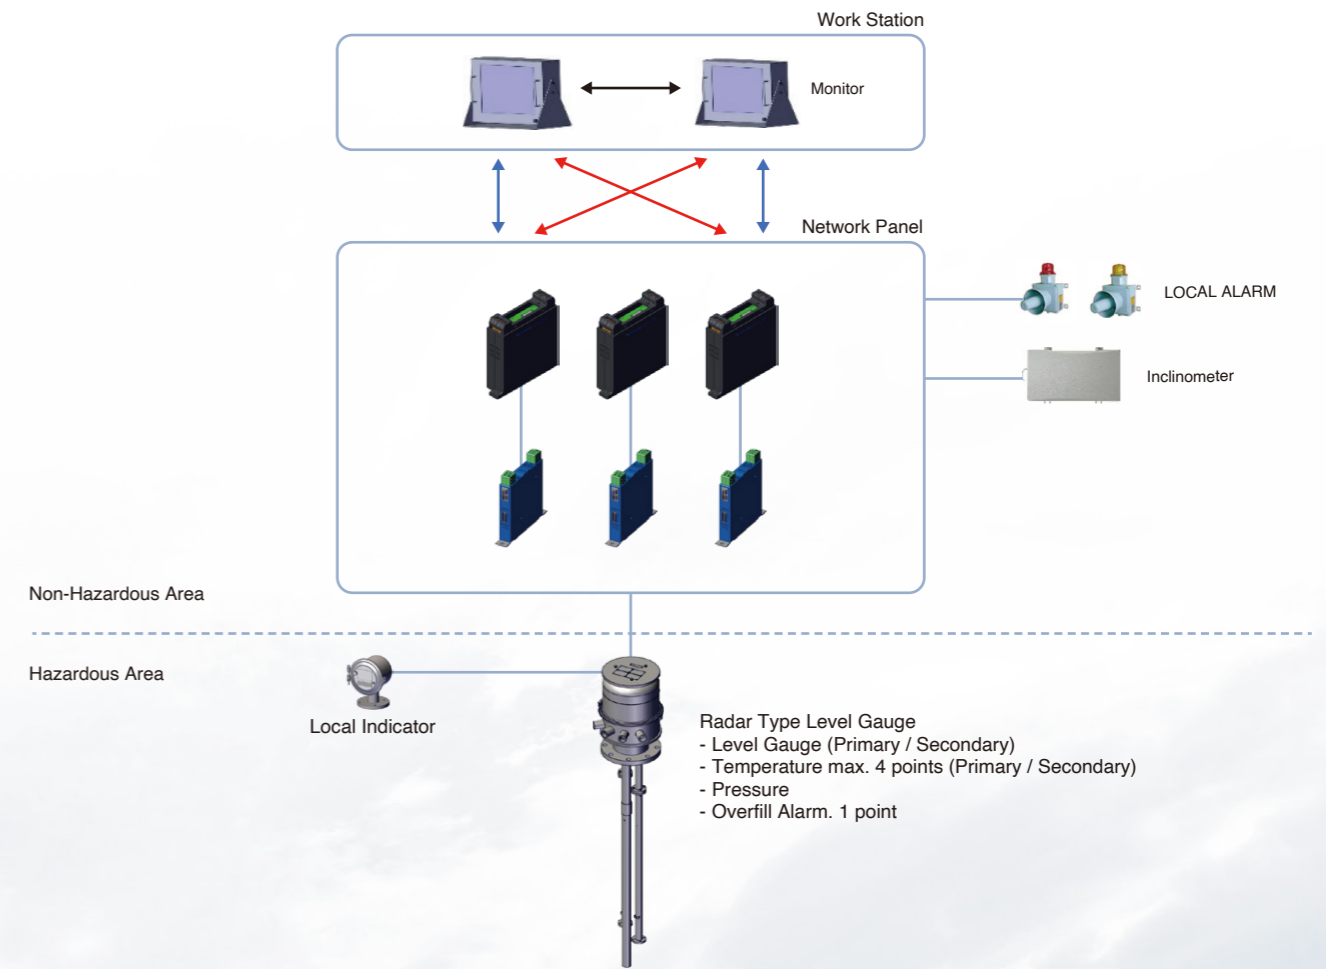 Work Station
Monitor
Network Panel
LOCAL ALARM
Inclinometer
Non-Hazardous Area
Hazardous Area
Local Indicator
Radar Type Level Gauge
- Level Gauge (Primary / Secondary)
- Temperature max. 4 points (Primary / Secondary)
- Pressure
- Overfill Alarm. 1 point